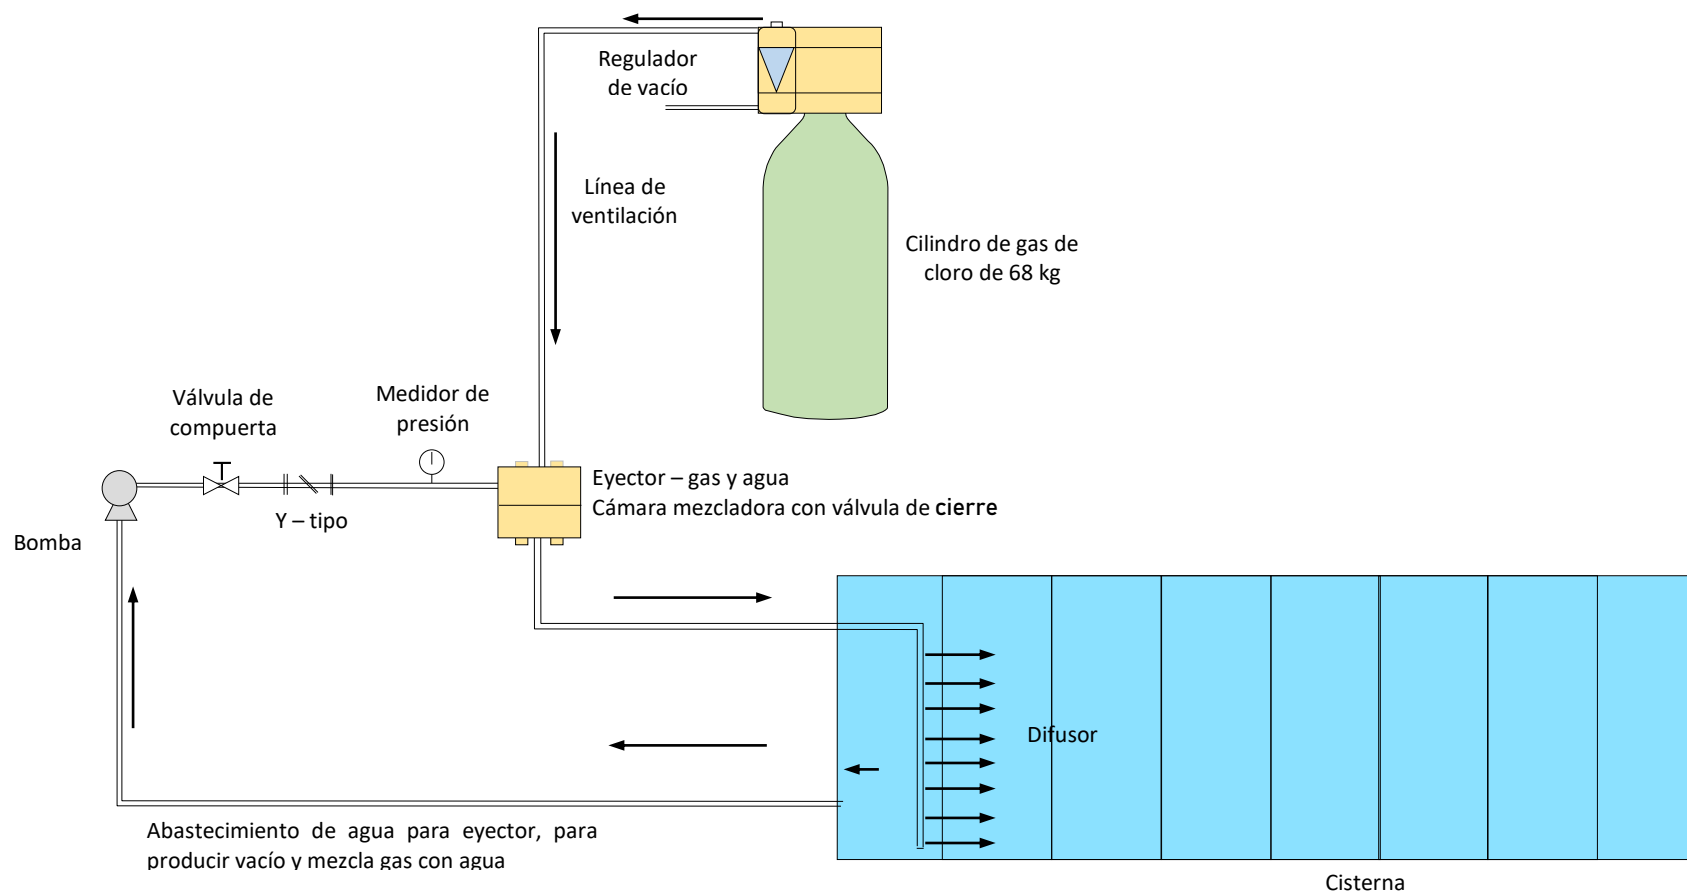 Regulador
de vacío
Línea de
ventilación
Cilindro de gas de
cloro de 68 kg
Válvula de
compuerta
Medidor de
presión
Eyector – gas y agua
Cámara mezcladora con válvula de cierre
Y – tipo
Bomba
Difusor
Abastecimiento de agua para eyector, para
producir vacío y mezcla gas con agua
Cisterna